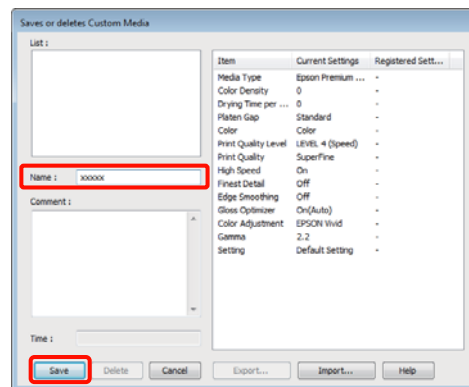 Saves or deletes Custom Media
List :
Item Current Settings Registered Sett...
Media Type Epson Premium ... -
Color Density 0 -
Drying Time per ... 0 -
Platen Gap Standard -
Color Color -
Print Quality Level LEVEL 4 (Speed) -
Print Quality SuperFine -
High Speed On -
Finest Detail Off -
Edge Smoothing Off -
Gloss Optimizer On(Auto) -
Color Adjustment EPSON Vivid -
Gamma 2.2 -
Setting Default Setting -
Name : xxxxx
Comment :
Time :
Save Delete Cancel Export... Import... Help